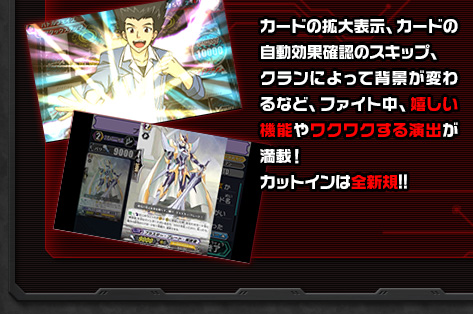 カードの拡大表示、カードの
自動効果確認のスキップ、
クランによって背景が変わ
るなど、ファイト中、嬉しい
機能やワクワクする演出が
満載！
カットインは全新規!!
9000
9000